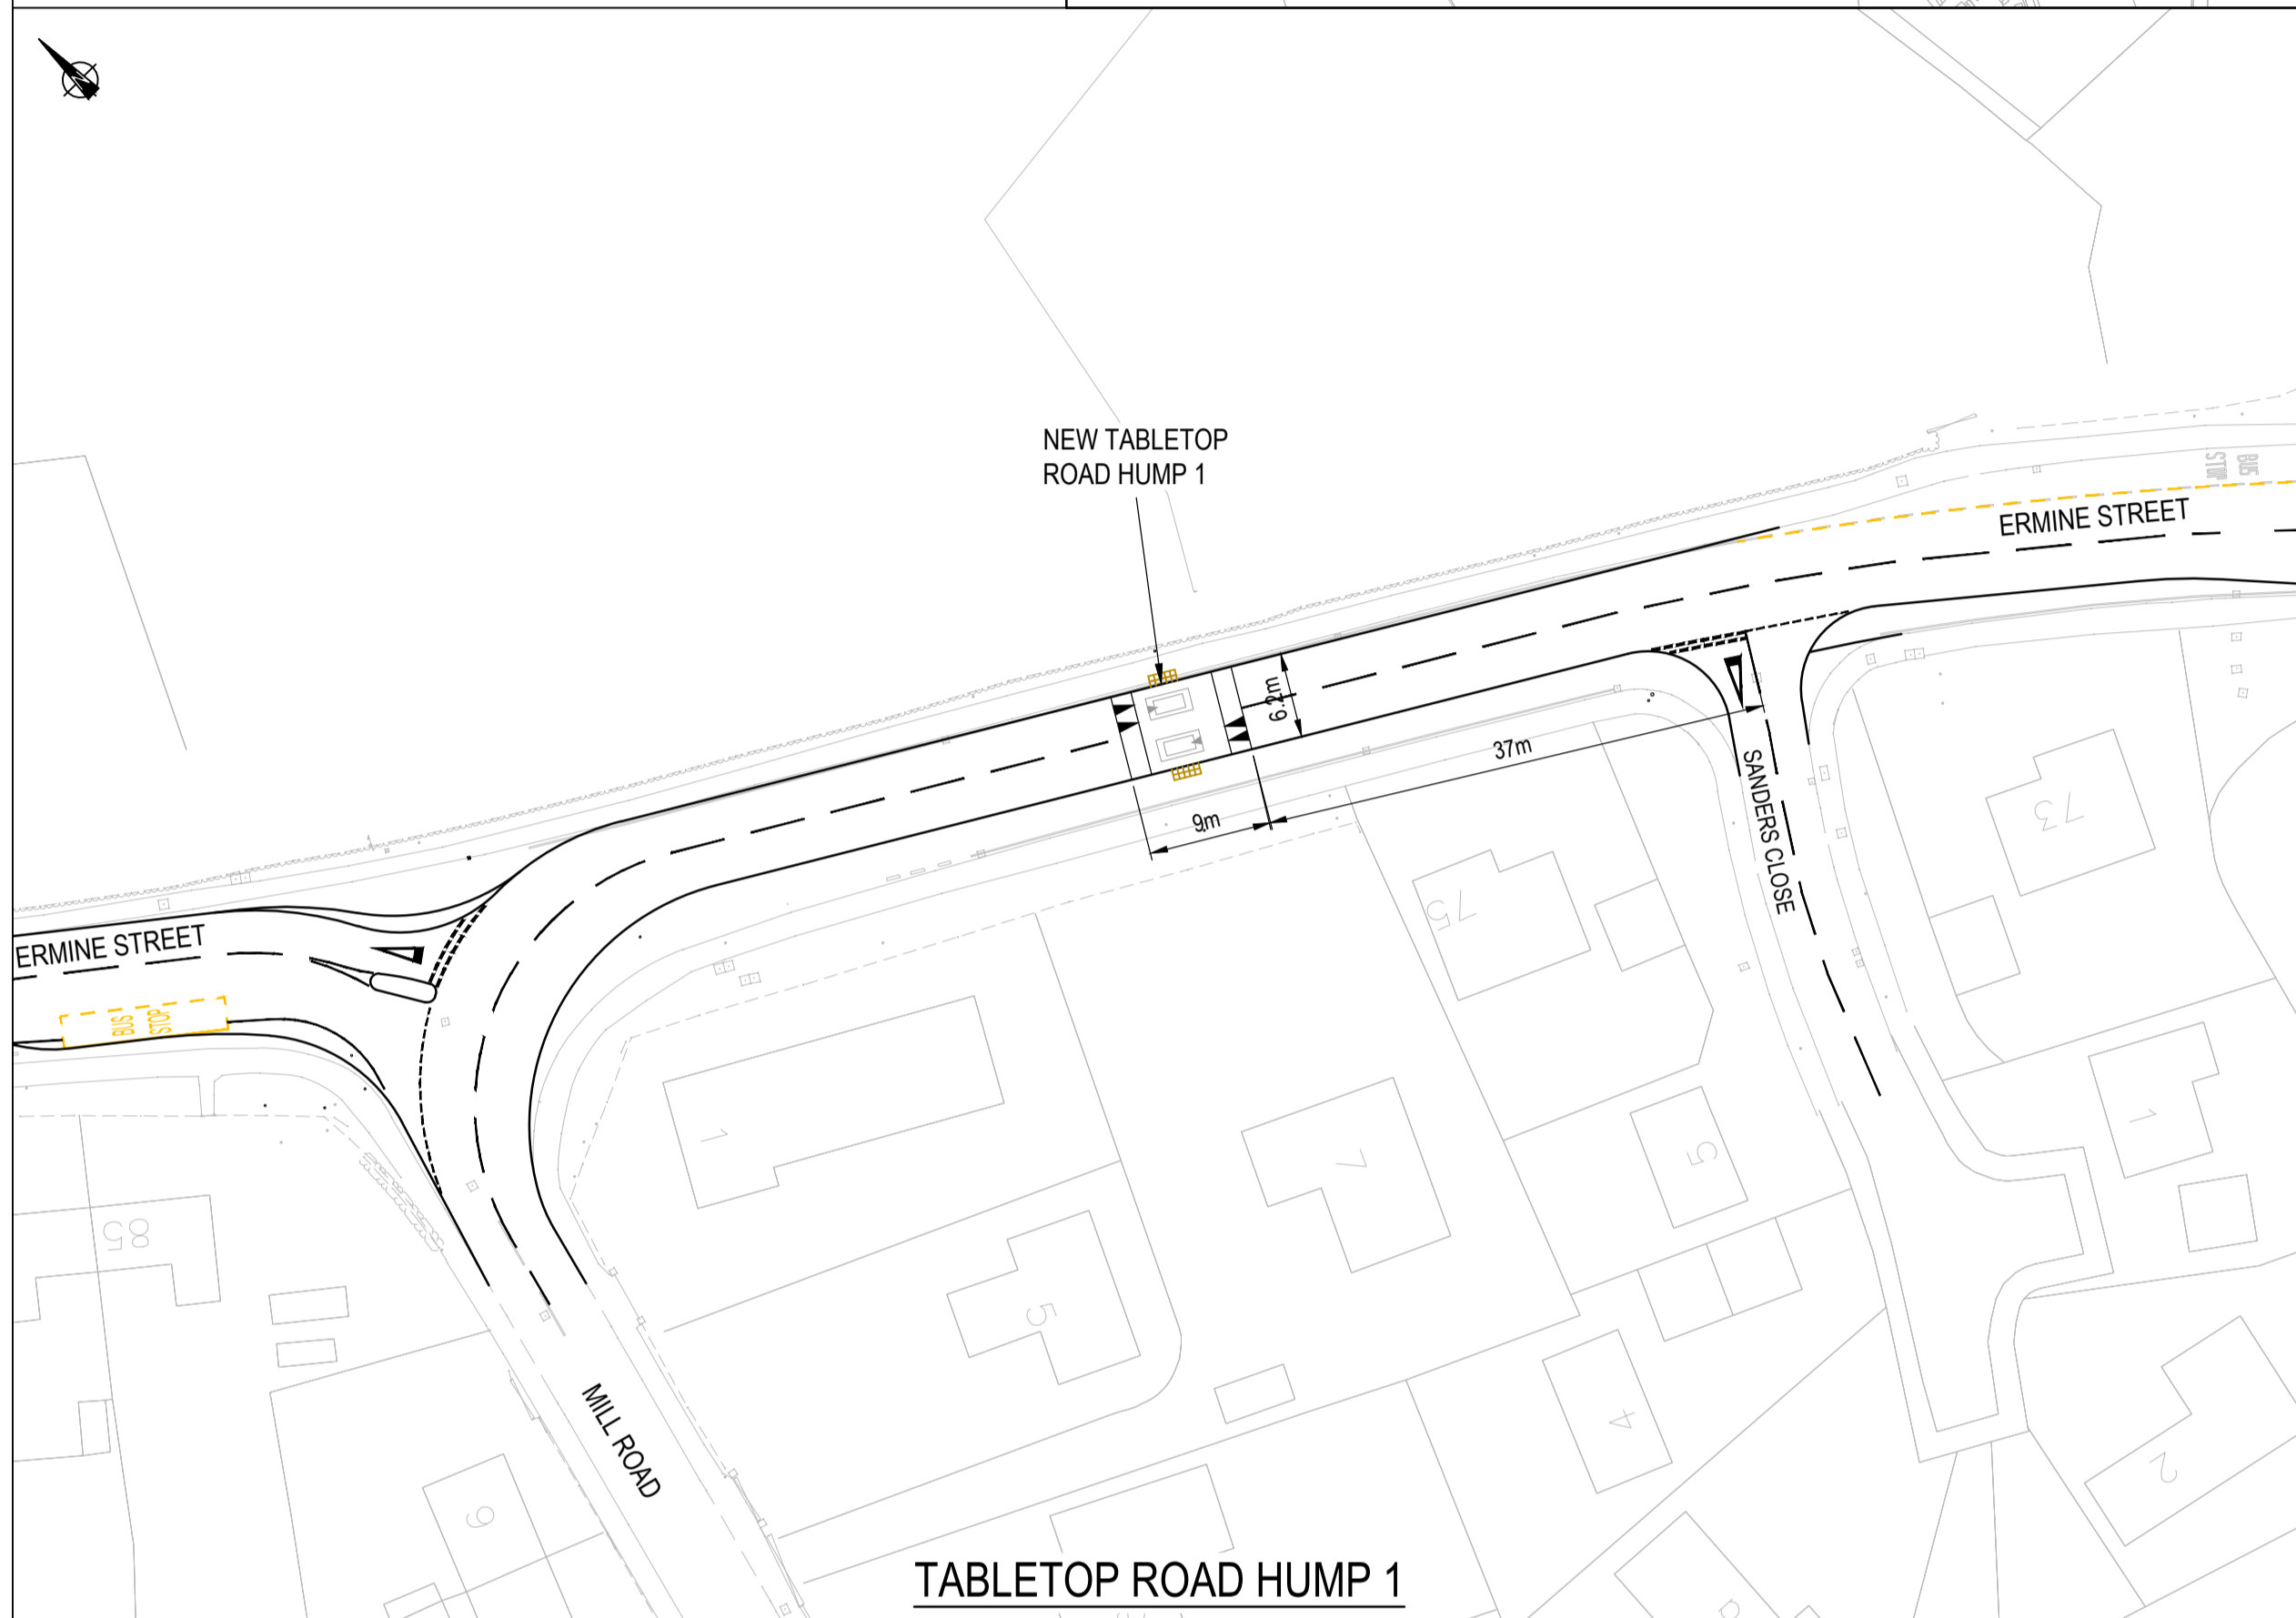 NEW TABLETOP
ROAD HUMP 1
BUS
STOP
ERMINE STREET
6.2m
37m
9m
SANDERS CLOSE
73
75
ERMINE STREET
BUS
STOP
1
7
5
1
85
5
4
2
9
MILL ROAD
TABLETOP ROAD HUMP 1